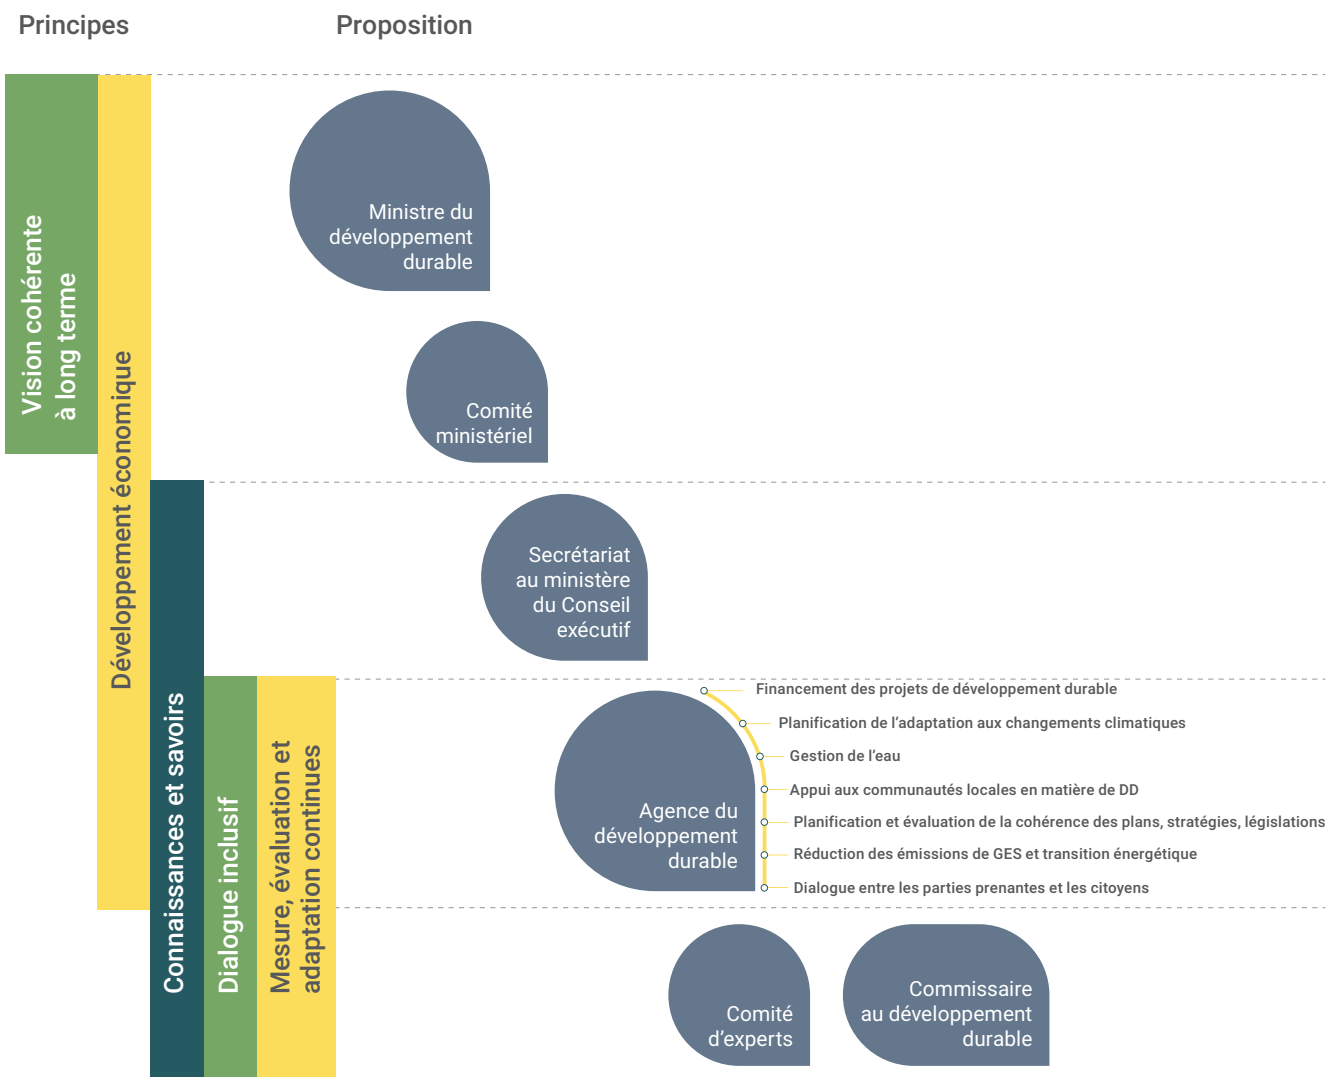 Principes
Proposition
Vision cohérente
à long terme
Développement économique
Connaissances et savoirs
Dialogue inclusif
Mesure, évaluation et
adaptation continues
Ministre du
développement
durable
Comité
ministériel
Secrétariat
au ministère
du Conseil
exécutif
Agence du
développement
durable
Financement des projets de développement durable
Planification de l’adaptation aux changements climatiques
Gestion de l’eau
Appui aux communautés locales en matière de DD
Planification et évaluation de la cohérence des plans, stratégies, législations
Réduction des émissions de GES et transition énergétique
Dialogue entre les parties prenantes et les citoyens
Comité
d’experts
Commissaire
au développement
durable